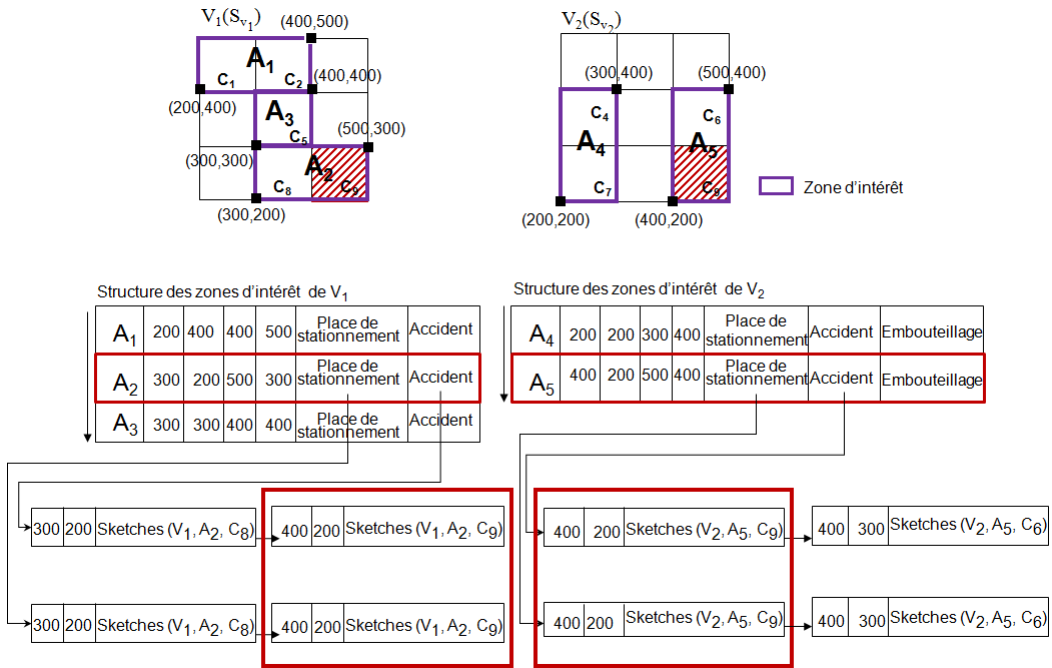 V1(Sv1)
(400,500)
A1
C1
C2
(400,400)
(200,400)
A3
C5
(500,300)
(300,300)
A2
C8
C9
(300,200)
V2(Sv2)
(300,400)
(500,400)
C4
C6
A4
A5
C7
C9
(200,200)
(400,200)
Zone d'intérêt
Structure des zones d'intérêt de V1
A1 200 400 400 500 Place de stationnement Accident
A2 300 200 500 300 Place de stationnement Accident
A3 300 300 400 400 Place de stationnement Accident
Structure des zones d'intérêt de V2
A4 200 200 300 400 Place de stationnement Accident Embouteillage
A5 400 200 500 400 Place de stationnement Accident Embouteillage
300 200 Sketches (V1, A2, C8)
400 200 Sketches (V1, A2, C9)
400 200 Sketches (V2, A5, C9)
400 300 Sketches (V2, A5, C6)
300 200 Sketches (V1, A2, C8)
400 200 Sketches (V1, A2, C9)
400 200 Sketches (V2, A5, C9)
400 300 Sketches (V2, A5, C6)